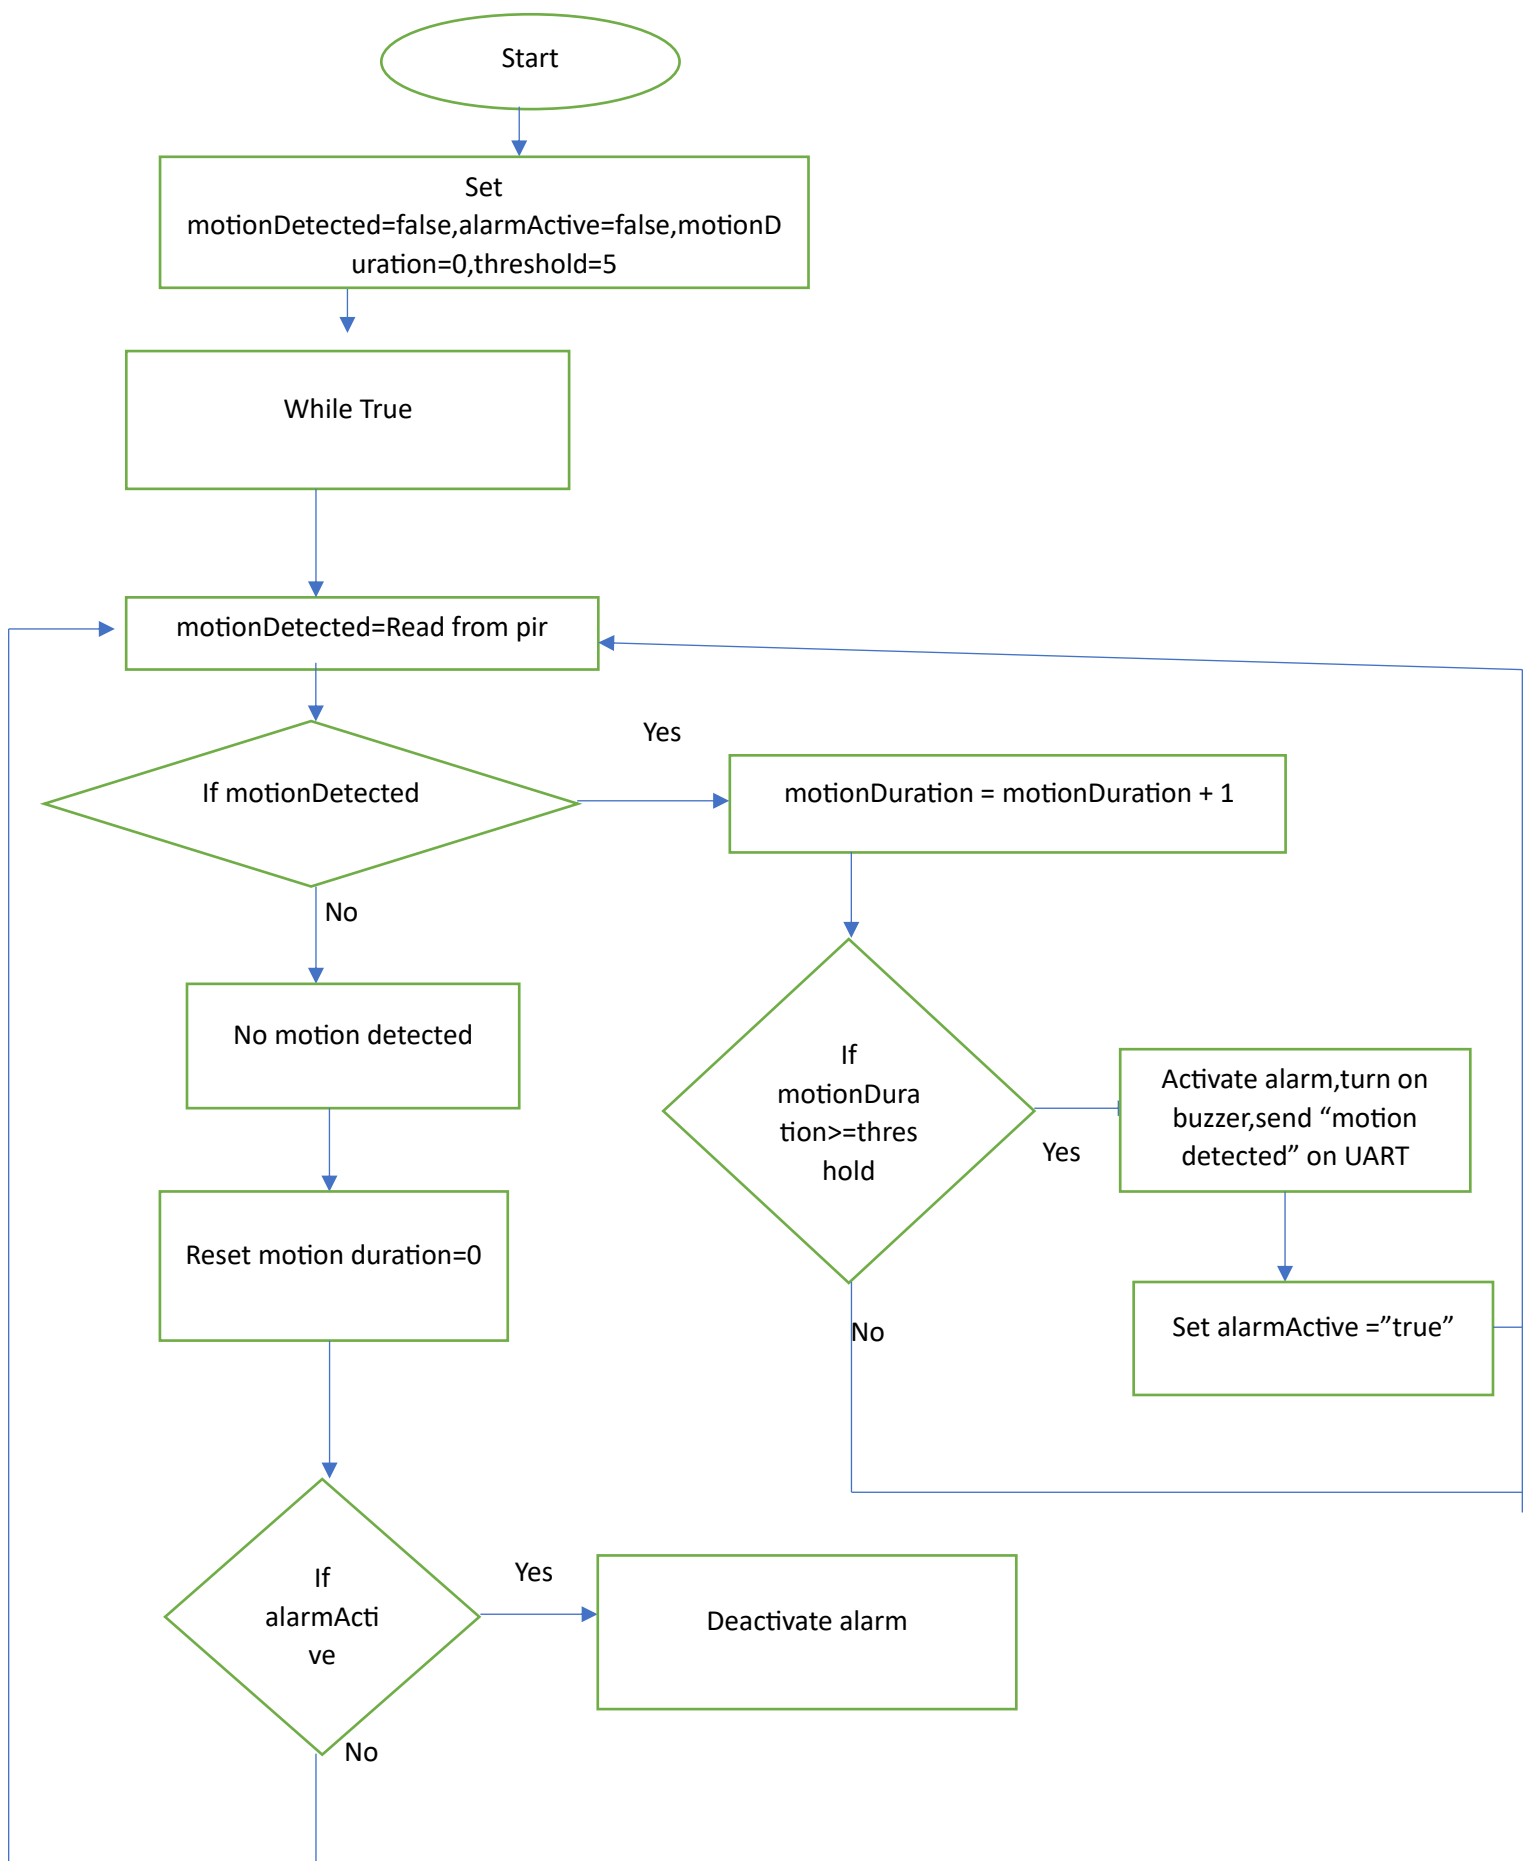 Start
Set
motionDetected=false,alarmActive=false,motionD
uration=0,threshold=5
While True
motionDetected=Read from pir
If motionDetected
Yes
motionDuration = motionDuration + 1
No
No motion detected
If
motionDura
tion>=thres
hold
Yes
Activate alarm,turn on
buzzer,send “motion
detected” on UART
Reset motion duration=0
No
Set alarmActive =”true”
If
alarmActi
ve
Yes
Deactivate alarm
No